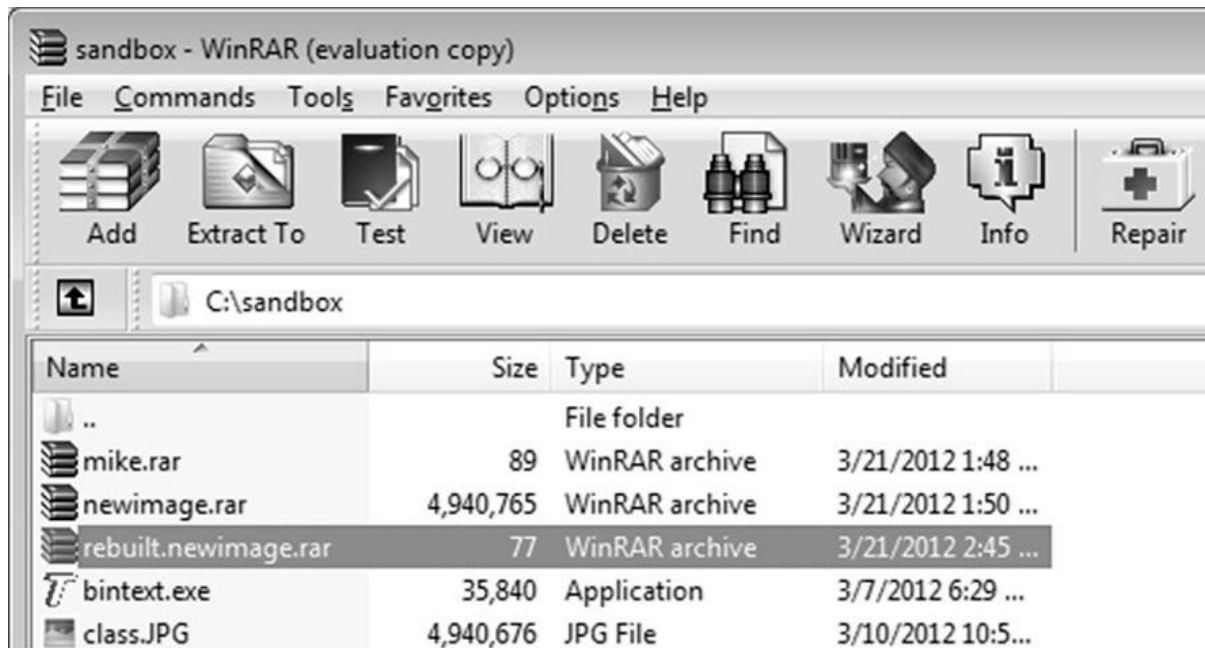 sandbox - WinRAR (evaluation copy)
File Commands Tools Favorites Options Help
Add Extract To Test View Delete Find Wizard Info Repair
C:\sandbox
Name Size Type Modified
.. File folder
mike.rar 89 WinRAR archive 3/21/2012 1:48 ...
newimage.rar 4,940,765 WinRAR archive 3/21/2012 1:50 ...
rebuilt.newimage.rar 77 WinRAR archive 3/21/2012 2:45 ...
bintext.exe 35,840 Application 3/7/2012 6:29 ...
class.JPG 4,940,676 JPG File 3/10/2012 10:5...